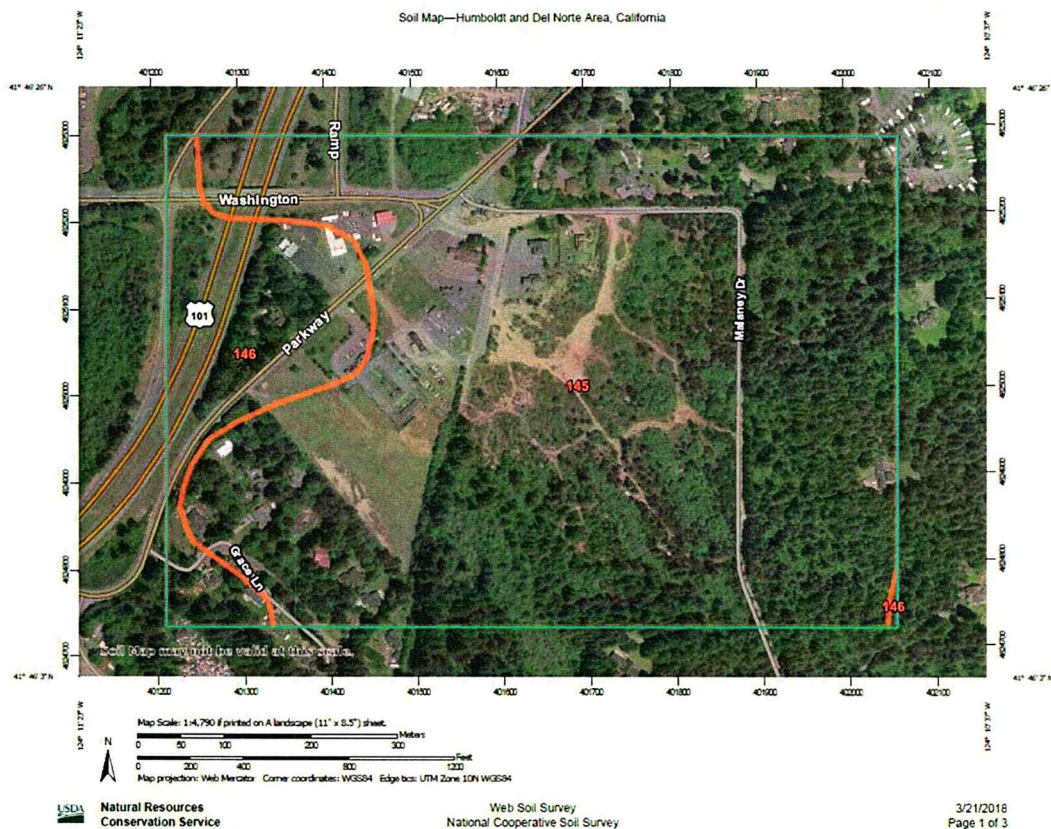 Soil Map—Humboldt and Del Norte Area, California
124° 11' 23" W
124° 10' 37" W
41° 46' 26" N
41° 46' 26"
401200 401300 401400 401500 401600 401700 401800 401900 402000 402100
Ramp
Washington
101
Parkway
146
145
Malaney Dr
Grace Ln
146
Soil Map may not be valid at this scale.
41° 46' 3" N
41° 46' 3"
401200 401300 401400 401500 401600 401700 401800 401900 402000 402100
124° 11' 23" W
124° 10' 37" W
Map Scale: 1:4,790 if printed on A landscape (11" x 8.5") sheet.
N
Meters
0 50 100 200 300
Feet
0 200 400 800 1200
Map projection: Web Mercator Corner coordinates: WGS84 Edge tics: UTM Zone 10N WGS84
USDA
Natural Resources
Conservation Service
Web Soil Survey
National Cooperative Soil Survey
3/21/2018
Page 1 of 3